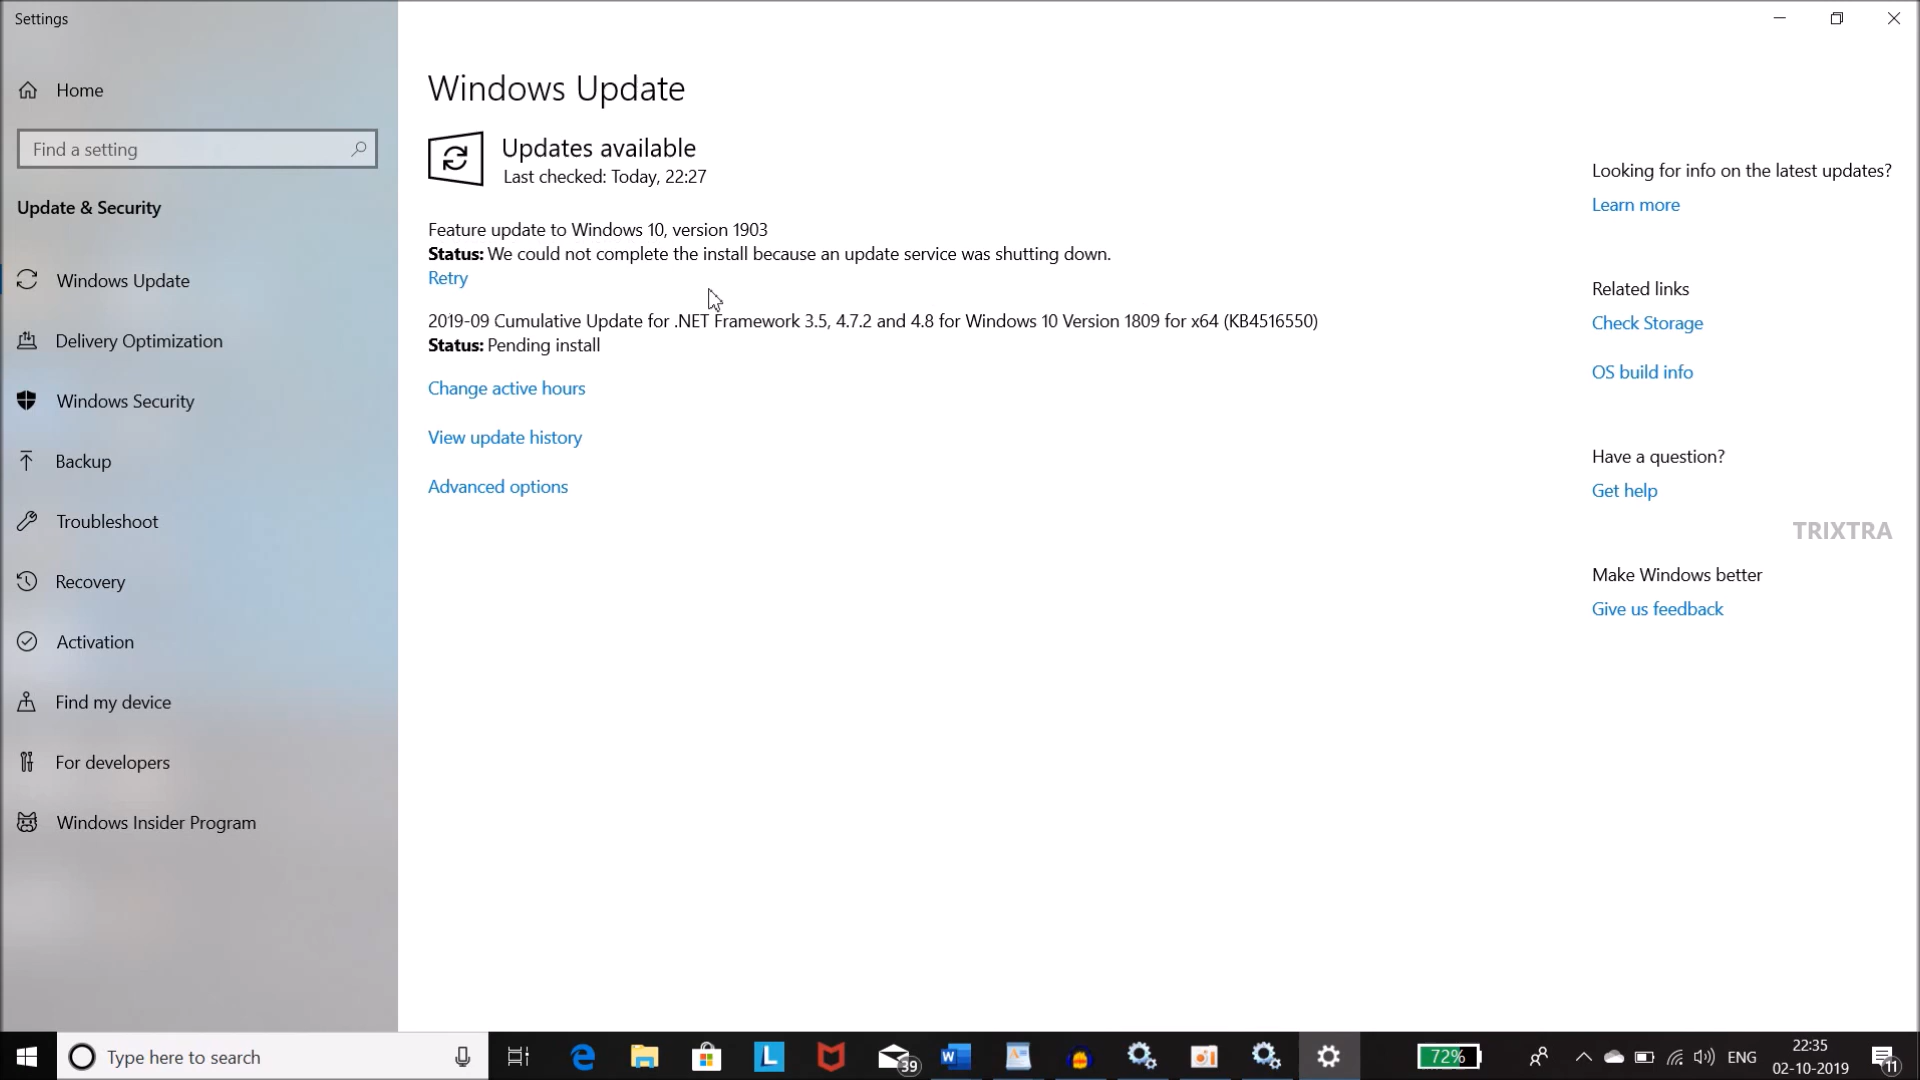 Settings
Home
Find a setting
Update & Security
Windows Update
Delivery Optimization
Windows Security
Backup
Troubleshoot
Recovery
Activation
Find my device
For developers
Windows Insider Program
Windows Update
Updates available
Last checked: Today, 22:27
Feature update to Windows 10, version 1903
Status: We could not complete the install because an update service was shutting down.
Retry
2019-09 Cumulative Update for .NET Framework 3.5, 4.7.2 and 4.8 for Windows 10 Version 1809 for x64 (KB4516550)
Status: Pending install
Change active hours
View update history
Advanced options
Looking for info on the latest updates?
Learn more
Related links
Check Storage
OS build info
Have a question?
Get help
TRIXTRA
Make Windows better
Give us feedback
Type here to search
39
72%
ENG
22:35
02-10-2019
11